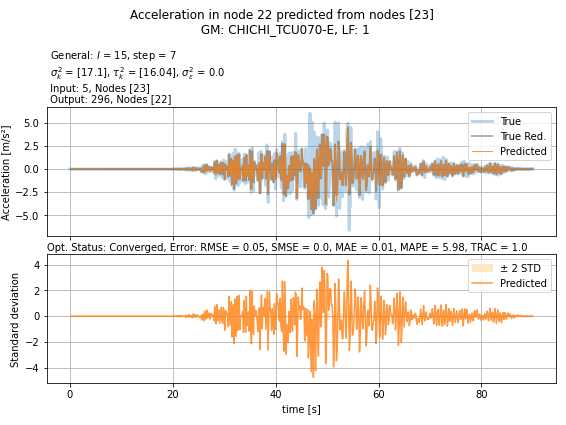 Acceleration in node 22 predicted from nodes [23]
GM: CHICHI_TCU070-E, LF: 1
General: l = 15, step = 7
σ²ₖ = [17.1], τ²ₖ = [16.04], σ²ε = 0.0
Input: 5, Nodes [23]
Output: 296, Nodes [22]
Acceleration [m/s²]
5.0
2.5
0.0
−2.5
−5.0
True
True Red.
Predicted
Opt. Status: Converged, Error: RMSE = 0.05, SMSE = 0.0, MAE = 0.01, MAPE = 5.98, TRAC = 1.0
Standard deviation
4
2
0
−2
−4
± 2 STD
Predicted
0
20
40
60
80
time [s]